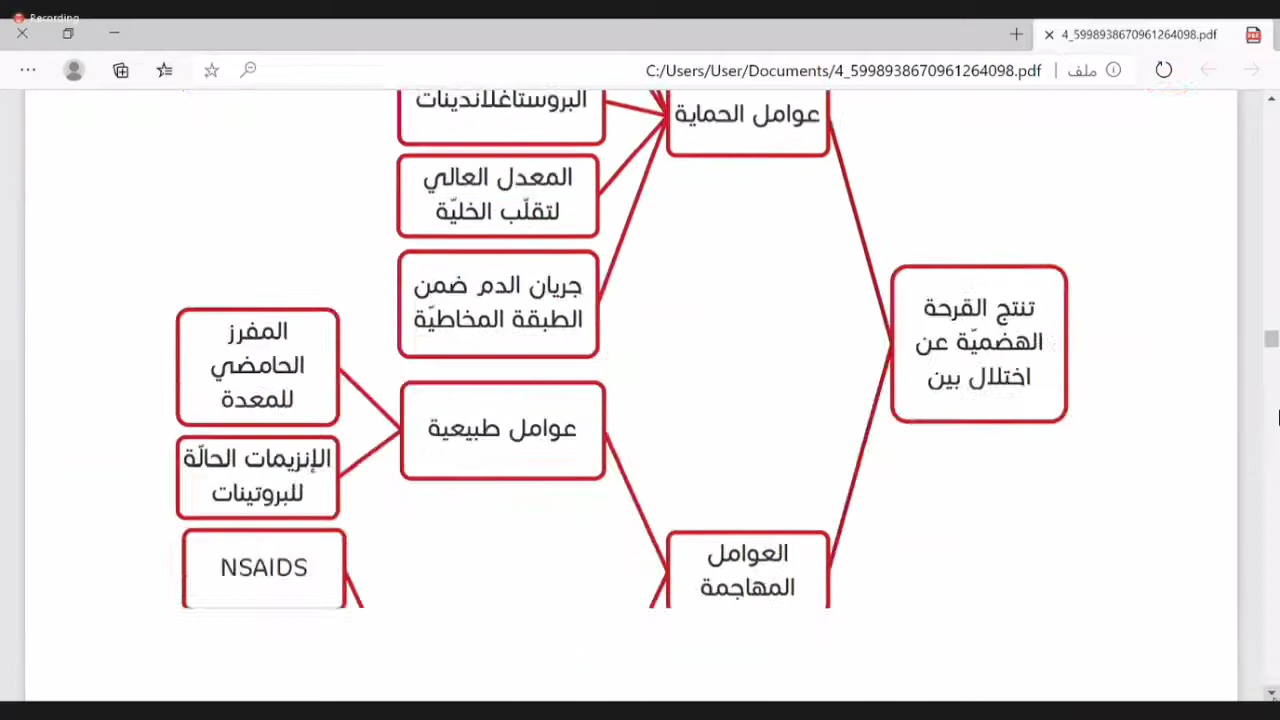 Recording
4_5998938670961264098.pdf
C:/Users/User/Documents/4_5998938670961264098.pdf | ملف
البروستاغلاندينات
عوامل الحماية
المعدل العالي
لتقلّب الخليّة
جريان الدم ضمن
الطبقة المخاطيّة
تنتج القرحة
الهضميّة عن
اختلال بين
المفرز
الحامضي
للمعدة
عوامل طبيعية
الإنزيمات الحالّة
للبروتينات
NSAIDS
العوامل
المهاجمة